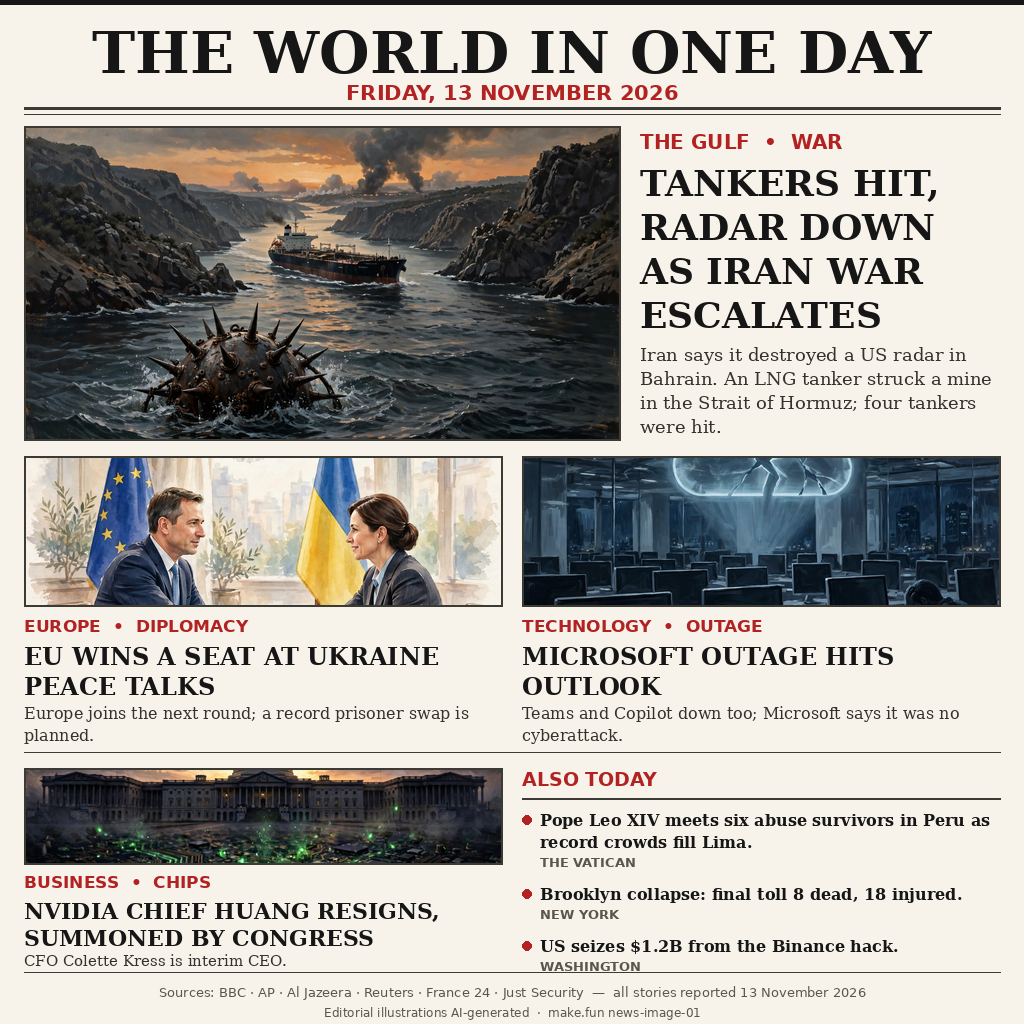 THE WORLD IN ONE DAY
FRIDAY, 13 NOVEMBER 2026
THE GULF • WAR
TANKERS HIT,
RADAR DOWN
AS IRAN WAR
ESCALATES
Iran says it destroyed a US radar in
Bahrain. An LNG tanker struck a mine
in the Strait of Hormuz; four tankers
were hit.
EUROPE • DIPLOMACY
EU WINS A SEAT AT UKRAINE
PEACE TALKS
Europe joins the next round; a record prisoner swap is
planned.
TECHNOLOGY • OUTAGE
MICROSOFT OUTAGE HITS
OUTLOOK
Teams and Copilot down too; Microsoft says it was no
cyberattack.
BUSINESS • CHIPS
NVIDIA CHIEF HUANG RESIGNS,
SUMMONED BY CONGRESS
CFO Colette Kress is interim CEO.
ALSO TODAY
Pope Leo XIV meets six abuse survivors in Peru as
record crowds fill Lima.
THE VATICAN
Brooklyn collapse: final toll 8 dead, 18 injured.
NEW YORK
US seizes $1.2B from the Binance hack.
WASHINGTON
Sources: BBC · AP · Al Jazeera · Reuters · France 24 · Just Security — all stories reported 13 November 2026
Editorial illustrations AI-generated · make.fun news-image-01